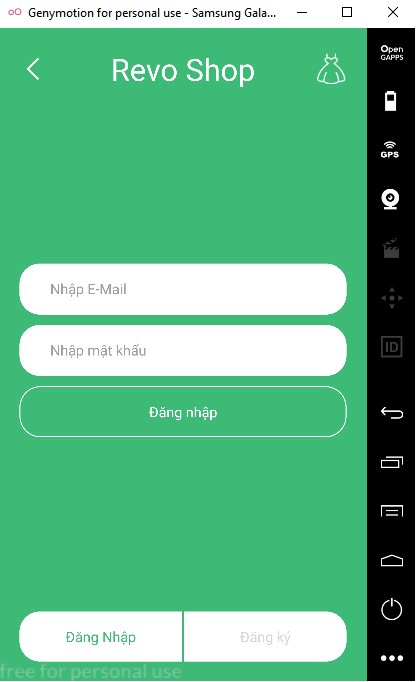 Genymotion for personal use - Samsung Gala...
Open
GAPPS
Revo Shop
GPS
Nhập E-Mail
Nhập mật khẩu
ID
Đăng nhập
Đăng Nhập
Đăng ký
free for personal use